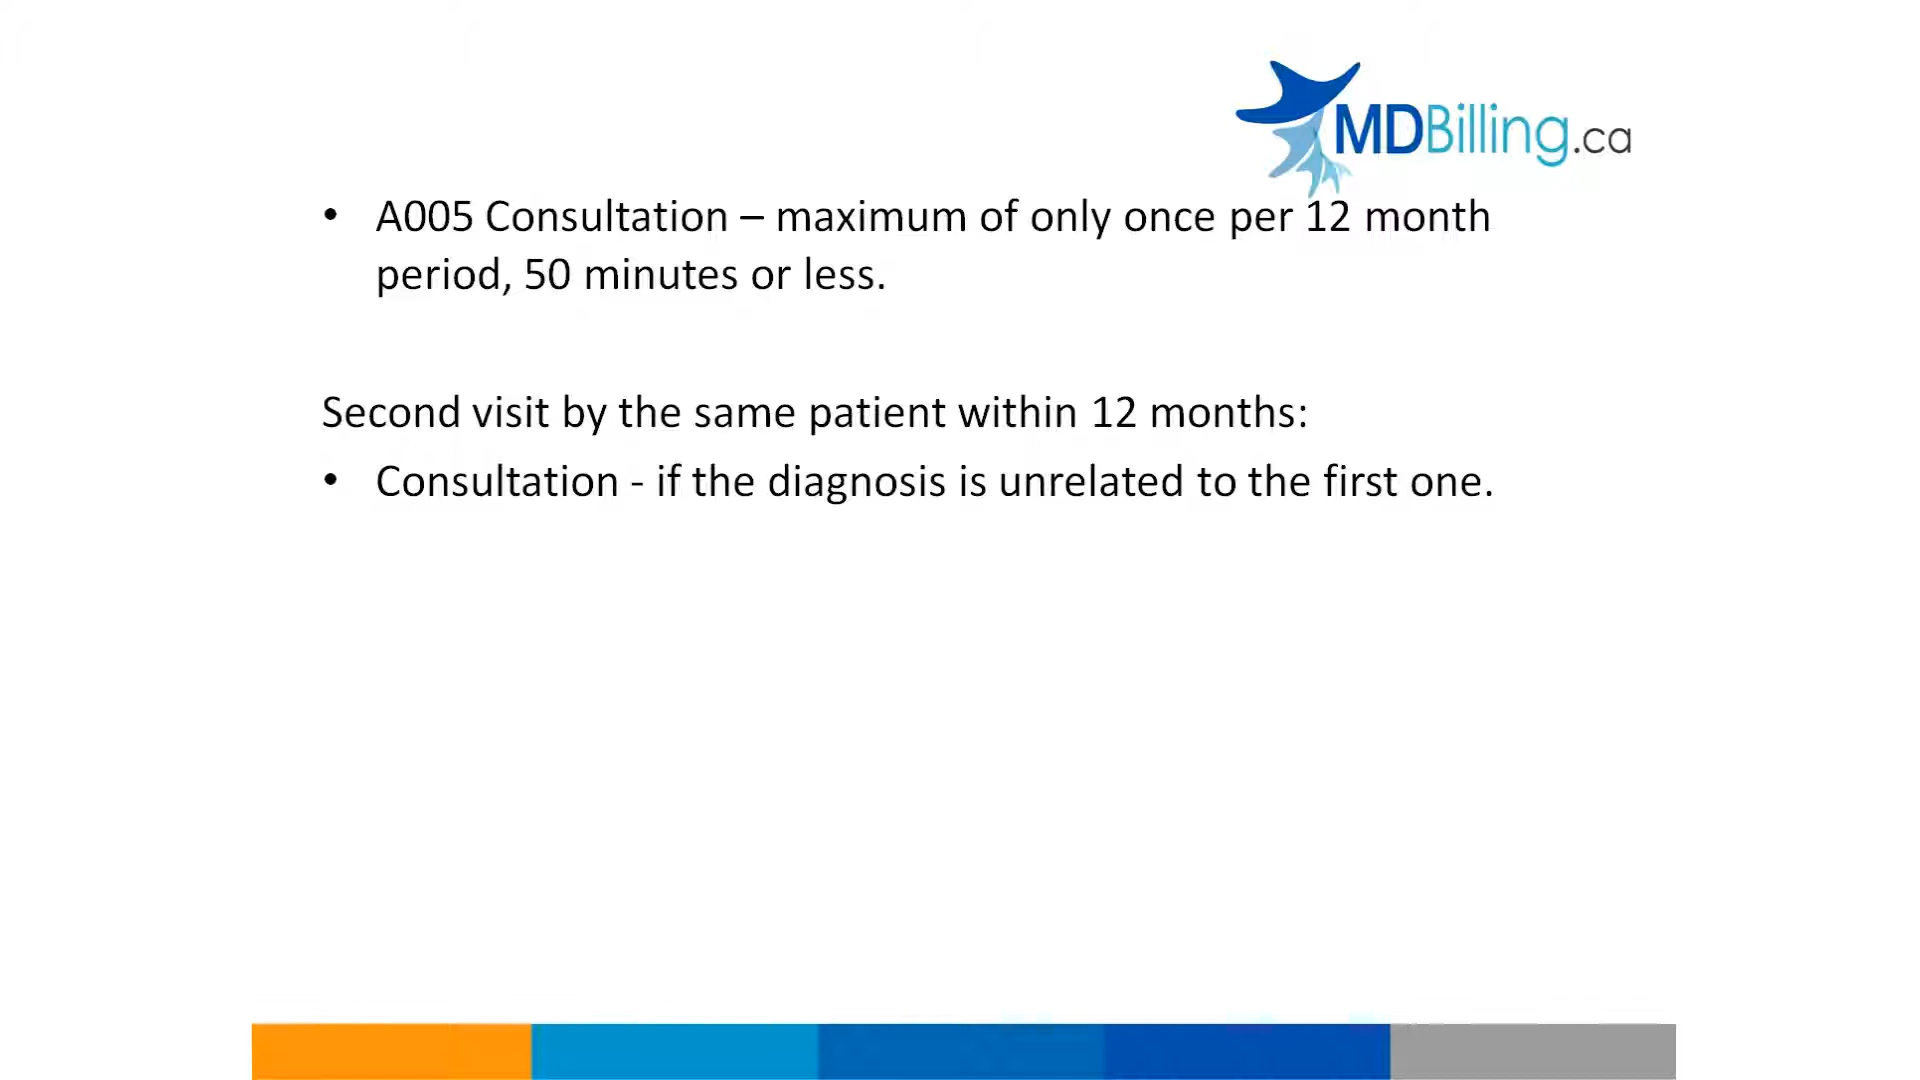 MDBilling.ca
• A005 Consultation – maximum of only once per 12 month
period, 50 minutes or less.
Second visit by the same patient within 12 months:
• Consultation - if the diagnosis is unrelated to the first one.